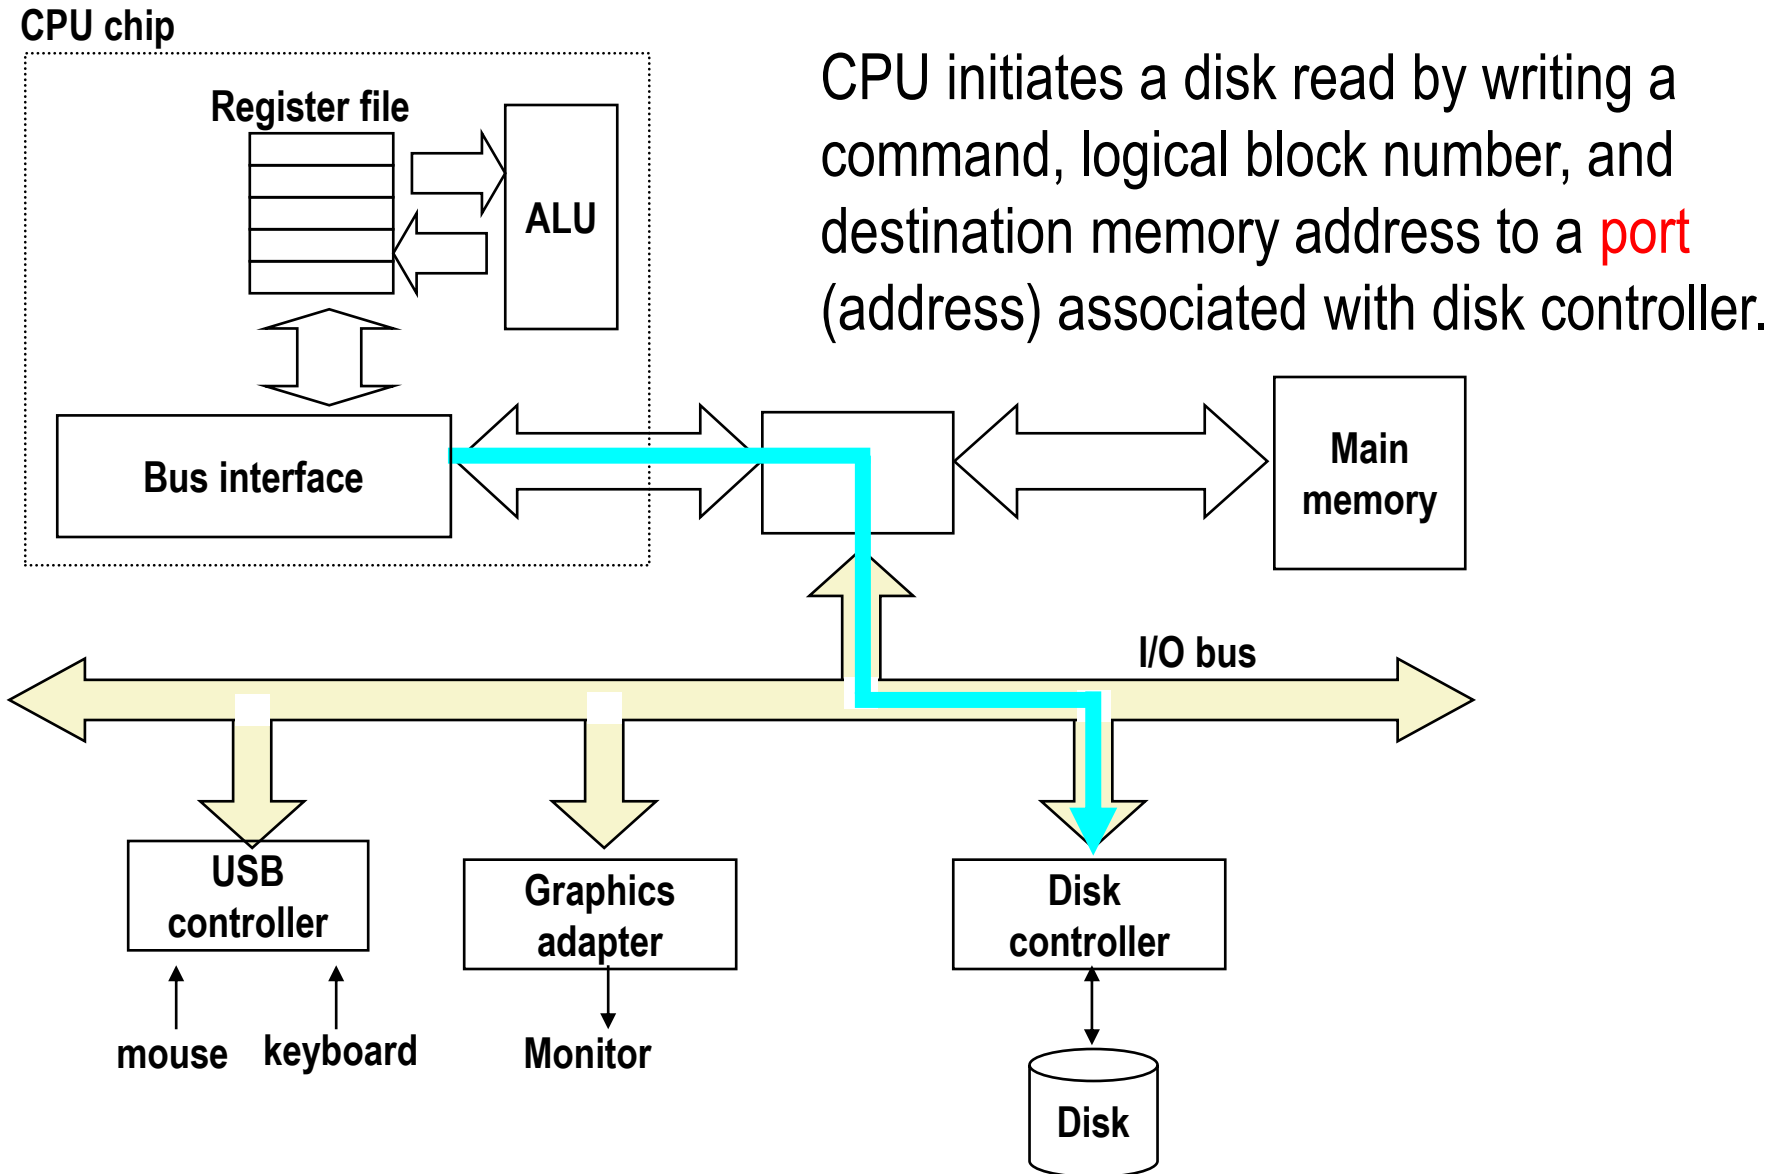 CPU chip
CPU initiates a disk read by writing a
command, logical block number, and
destination memory address to a port
(address) associated with disk controller.
Register file
ALU
Bus interface
Main
memory
I/O bus
USB
controller
Graphics
adapter
Disk
controller
mouse
keyboard
Monitor
Disk